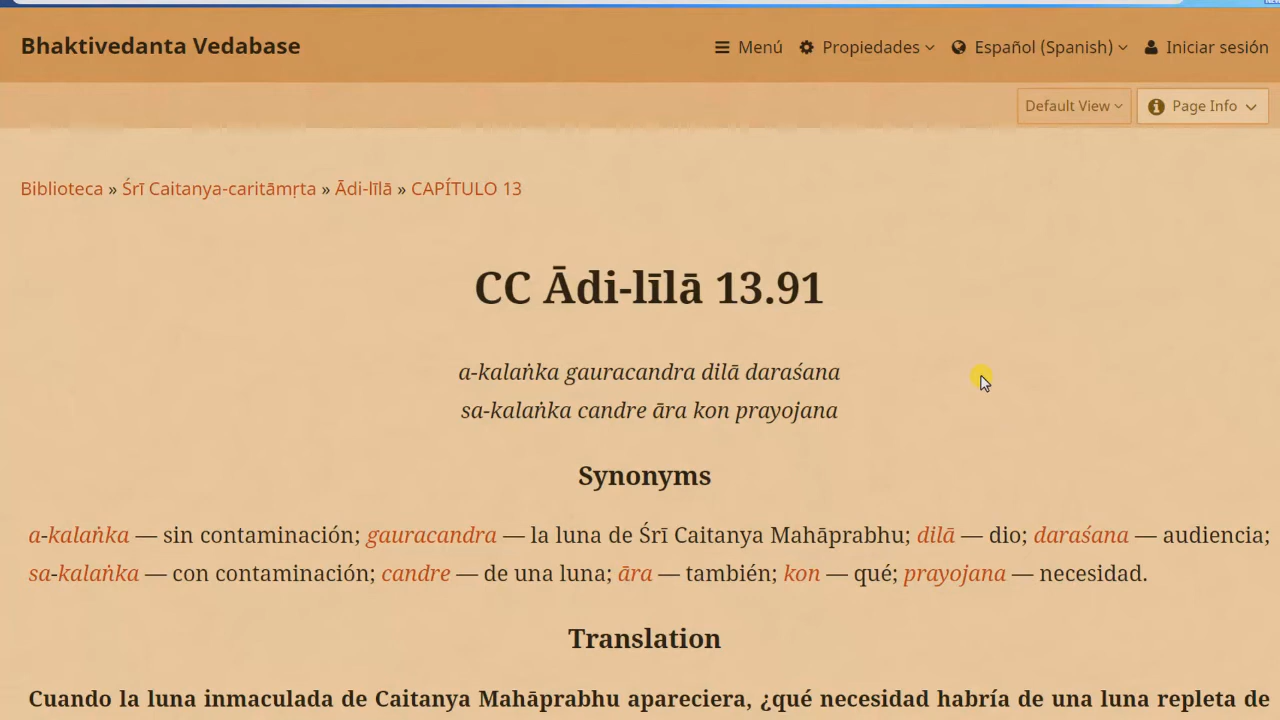 Bhaktivedanta Vedabase
Menú Propiedades Español (Spanish) Iniciar sesión
Default View Page Info
Biblioteca » Śrī Caitanya-caritāmṛta » Ādi-līlā » CAPÍTULO 13
CC Ādi-līlā 13.91
a-kalaṅka gauracandra dilā daraśana
sa-kalaṅka candre āra kon prayojana
Synonyms
a-kalaṅka — sin contaminación; gauracandra — la luna de Śrī Caitanya Mahāprabhu; dilā — dio; daraśana — audiencia;
sa-kalaṅka — con contaminación; candre — de una luna; āra — también; kon — qué; prayojana — necesidad.
Translation
Cuando la luna inmaculada de Caitanya Mahāprabhu apareciera, ¿qué necesidad habría de una luna repleta de